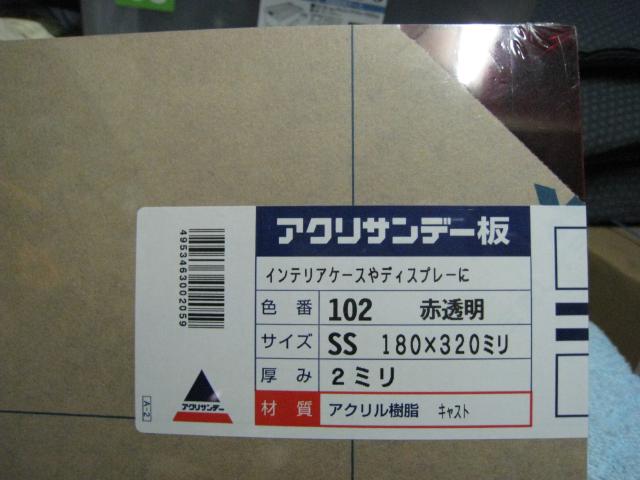 アクリサンデー板
インテリアケースやディスプレーに
色番 102 赤透明
サイズ SS 180×320ミリ
厚み 2ミリ
材質 アクリル樹脂 キャスト
4953463002059
アクリサンデー
A-2